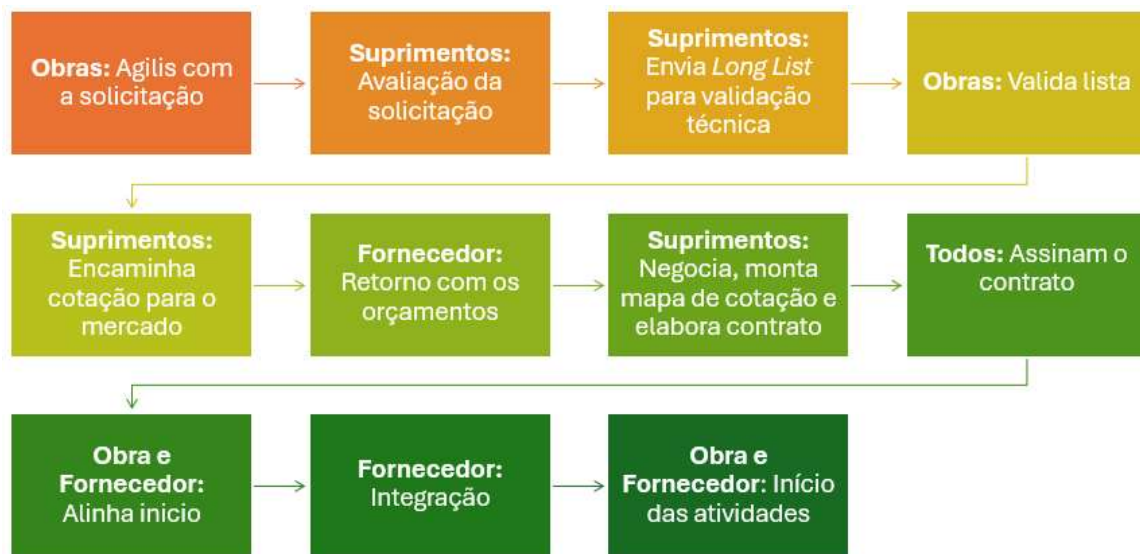 Obras: Agilis com
a solicitação
Suprimentos:
Avaliação da
solicitação
Suprimentos:
Envia Long List
para validação
técnica
Obras: Valida lista
Suprimentos:
Encaminha
cotação para o
mercado
Fornecedor:
Retorno com os
orçamentos
Suprimentos:
Negocia, monta
mapa de cotação e
elabora contrato
Todos: Assinam o
contrato
Obra e
Fornecedor:
Alinha inicio
Fornecedor:
Integração
Obra e
Fornecedor: Início
das atividades